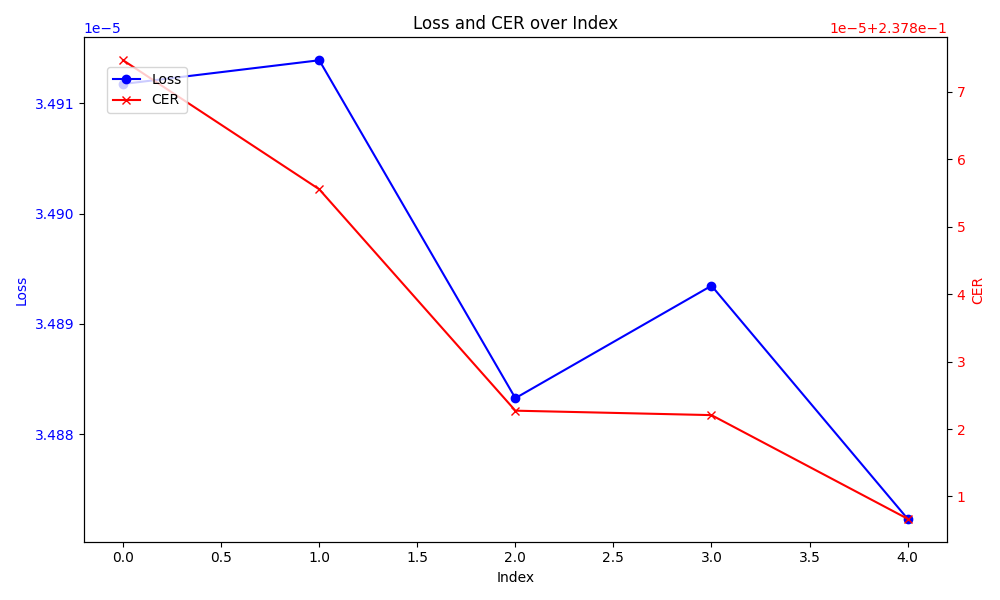 Loss and CER over Index
1e−5
1e−5+2.378e−1
Loss
CER
3.491
3.490
3.489
3.488
Loss
7
6
5
4
3
2
1
CER
0.0 0.5 1.0 1.5 2.0 2.5 3.0 3.5 4.0
Index